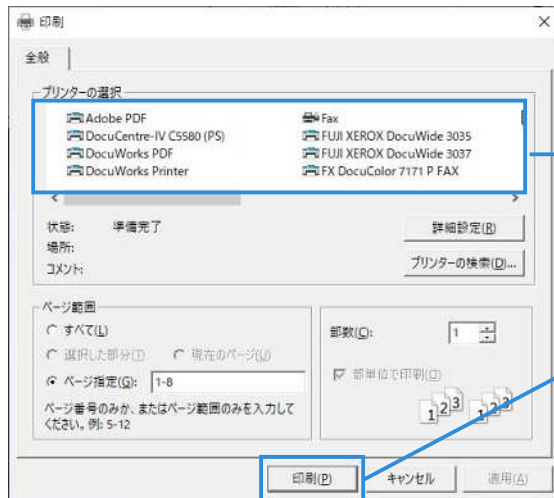 印刷
全般
プリンターの選択
Adobe PDF
Fax
DocuCentre-IV C5580 (PS)
FUJI XEROX DocuWide 3035
DocuWorks PDF
FUJI XEROX DocuWide 3037
DocuWorks Printer
FX DocuColor 7171 P FAX
状態: 準備完了
詳細設定(R)
場所:
コメント:
プリンターの検索(D)...
ページ範囲
すべて(L)
部数(C): 1
選択した部分(T) 現在のページ(U)
部単位で印刷(O)
ページ指定(G): 1-8
ページ番号のみか、またはページ範囲のみを入力して
ください。例: 5-12
1 2 3 1 2 3
印刷(P) キャンセル 適用(A)